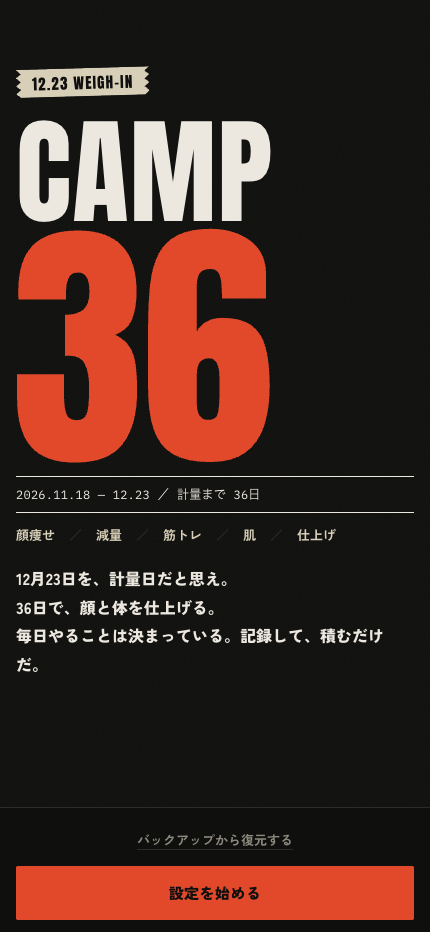 12.23 WEIGH-IN
CAMP
36
2026.11.18 — 12.23 ／ 計量まで 36日
顔痩せ ／ 減量 ／ 筋トレ ／ 肌 ／ 仕上げ
12月23日を、計量日だと思え。
36日で、顔と体を仕上げる。
毎日やることは決まっている。記録して、積むだけ
だ。
バックアップから復元する
設定を始める